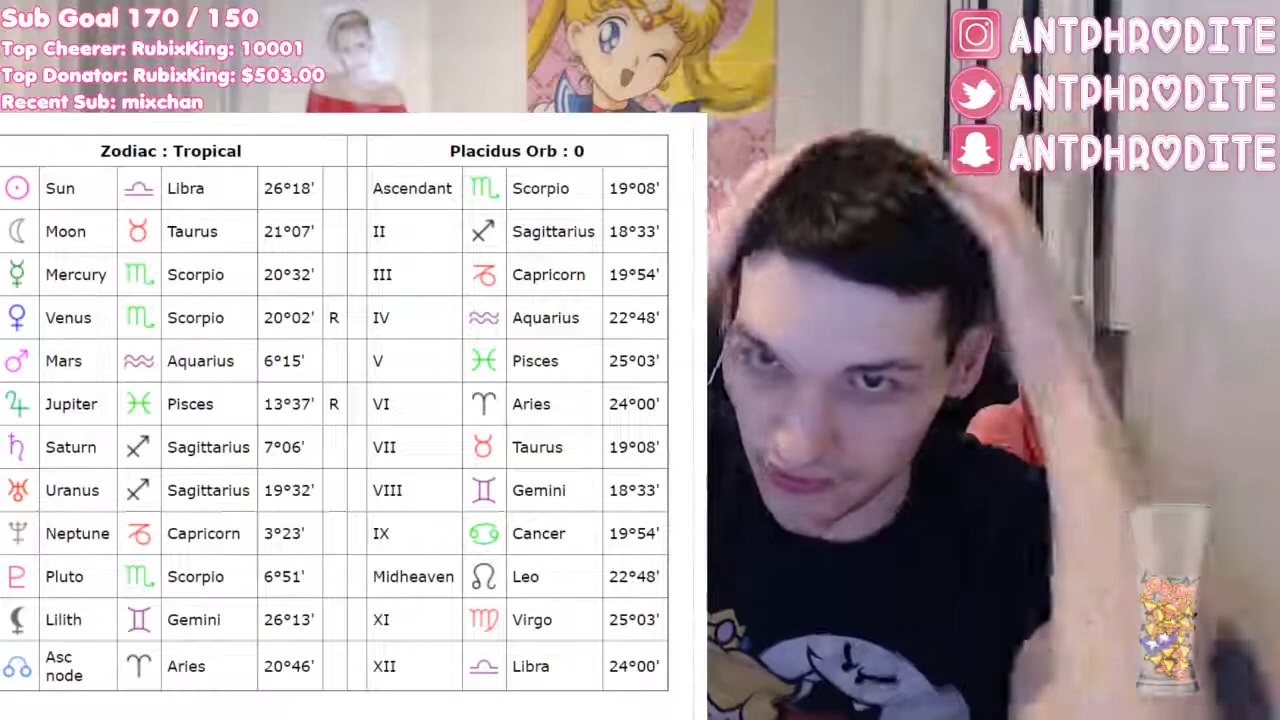 Sub Goal 170 / 150
Top Cheerer: RubixKing: 10001
Top Donator: RubixKing: $503.00
Recent Sub: mixchan
ANTPHRODITE
ANTPHRODITE
ANTPHRODITE
Zodiac : Tropical Placidus Orb : 0
Sun Libra 26°18' Ascendant Scorpio 19°08'
Moon Taurus 21°07' II Sagittarius 18°33'
Mercury Scorpio 20°32' III Capricorn 19°54'
Venus Scorpio 20°02' R IV Aquarius 22°48'
Mars Aquarius 6°15' V Pisces 25°03'
Jupiter Pisces 13°37' R VI Aries 24°00'
Saturn Sagittarius 7°06' VII Taurus 19°08'
Uranus Sagittarius 19°32' VIII Gemini 18°33'
Neptune Capricorn 3°23' IX Cancer 19°54'
Pluto Scorpio 6°51' Midheaven Leo 22°48'
Lilith Gemini 26°13' XI Virgo 25°03'
Asc node Aries 20°46' XII Libra 24°00'